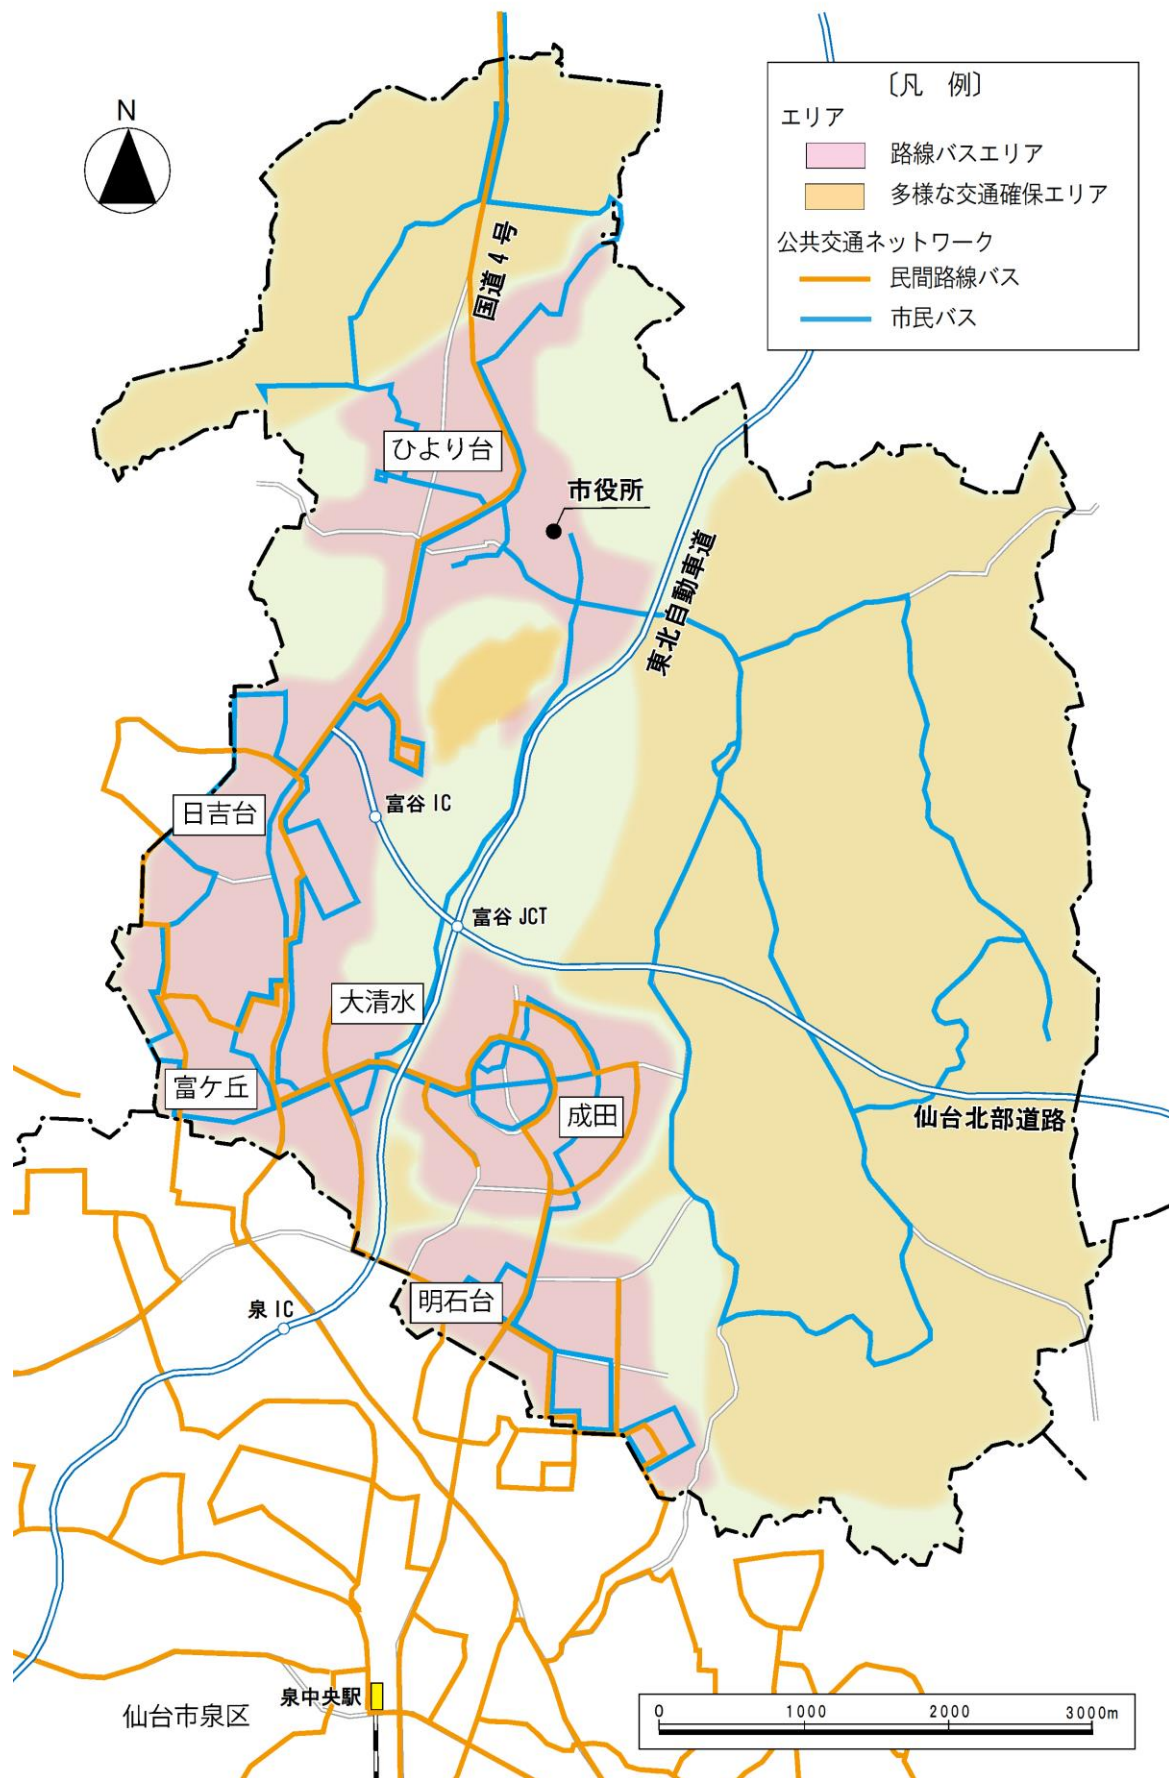 N
〔凡 例〕
エリア
路線バスエリア
多様な交通確保エリア
公共交通ネットワーク
民間路線バス
市民バス
国道4号
ひより台
市役所
東北自動車道
日吉台
富谷 IC
富谷 JCT
大清水
富ケ丘
成田
仙台北部道路
明石台
泉 IC
泉中央駅
仙台市泉区
0 1000 2000 3000m